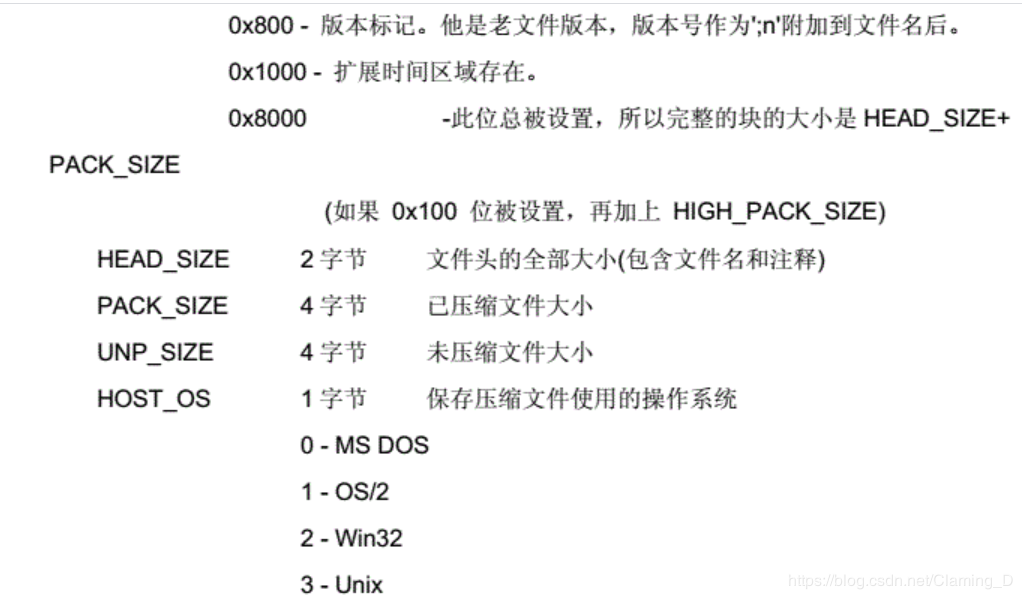 0x800 - 版本标记。他是老文件版本，版本号作为';n'附加到文件名后。
0x1000 - 扩展时间区域存在。
0x8000 -此位总被设置，所以完整的块的大小是 HEAD_SIZE+
PACK_SIZE
(如果 0x100 位被设置，再加上 HIGH_PACK_SIZE)
HEAD_SIZE 2 字节 文件头的全部大小(包含文件名和注释)
PACK_SIZE 4 字节 已压缩文件大小
UNP_SIZE 4 字节 未压缩文件大小
HOST_OS 1 字节 保存压缩文件使用的操作系统
0 - MS DOS
1 - OS/2
2 - Win32
3 - Unix
https://blog.csdn.net/Claming_D